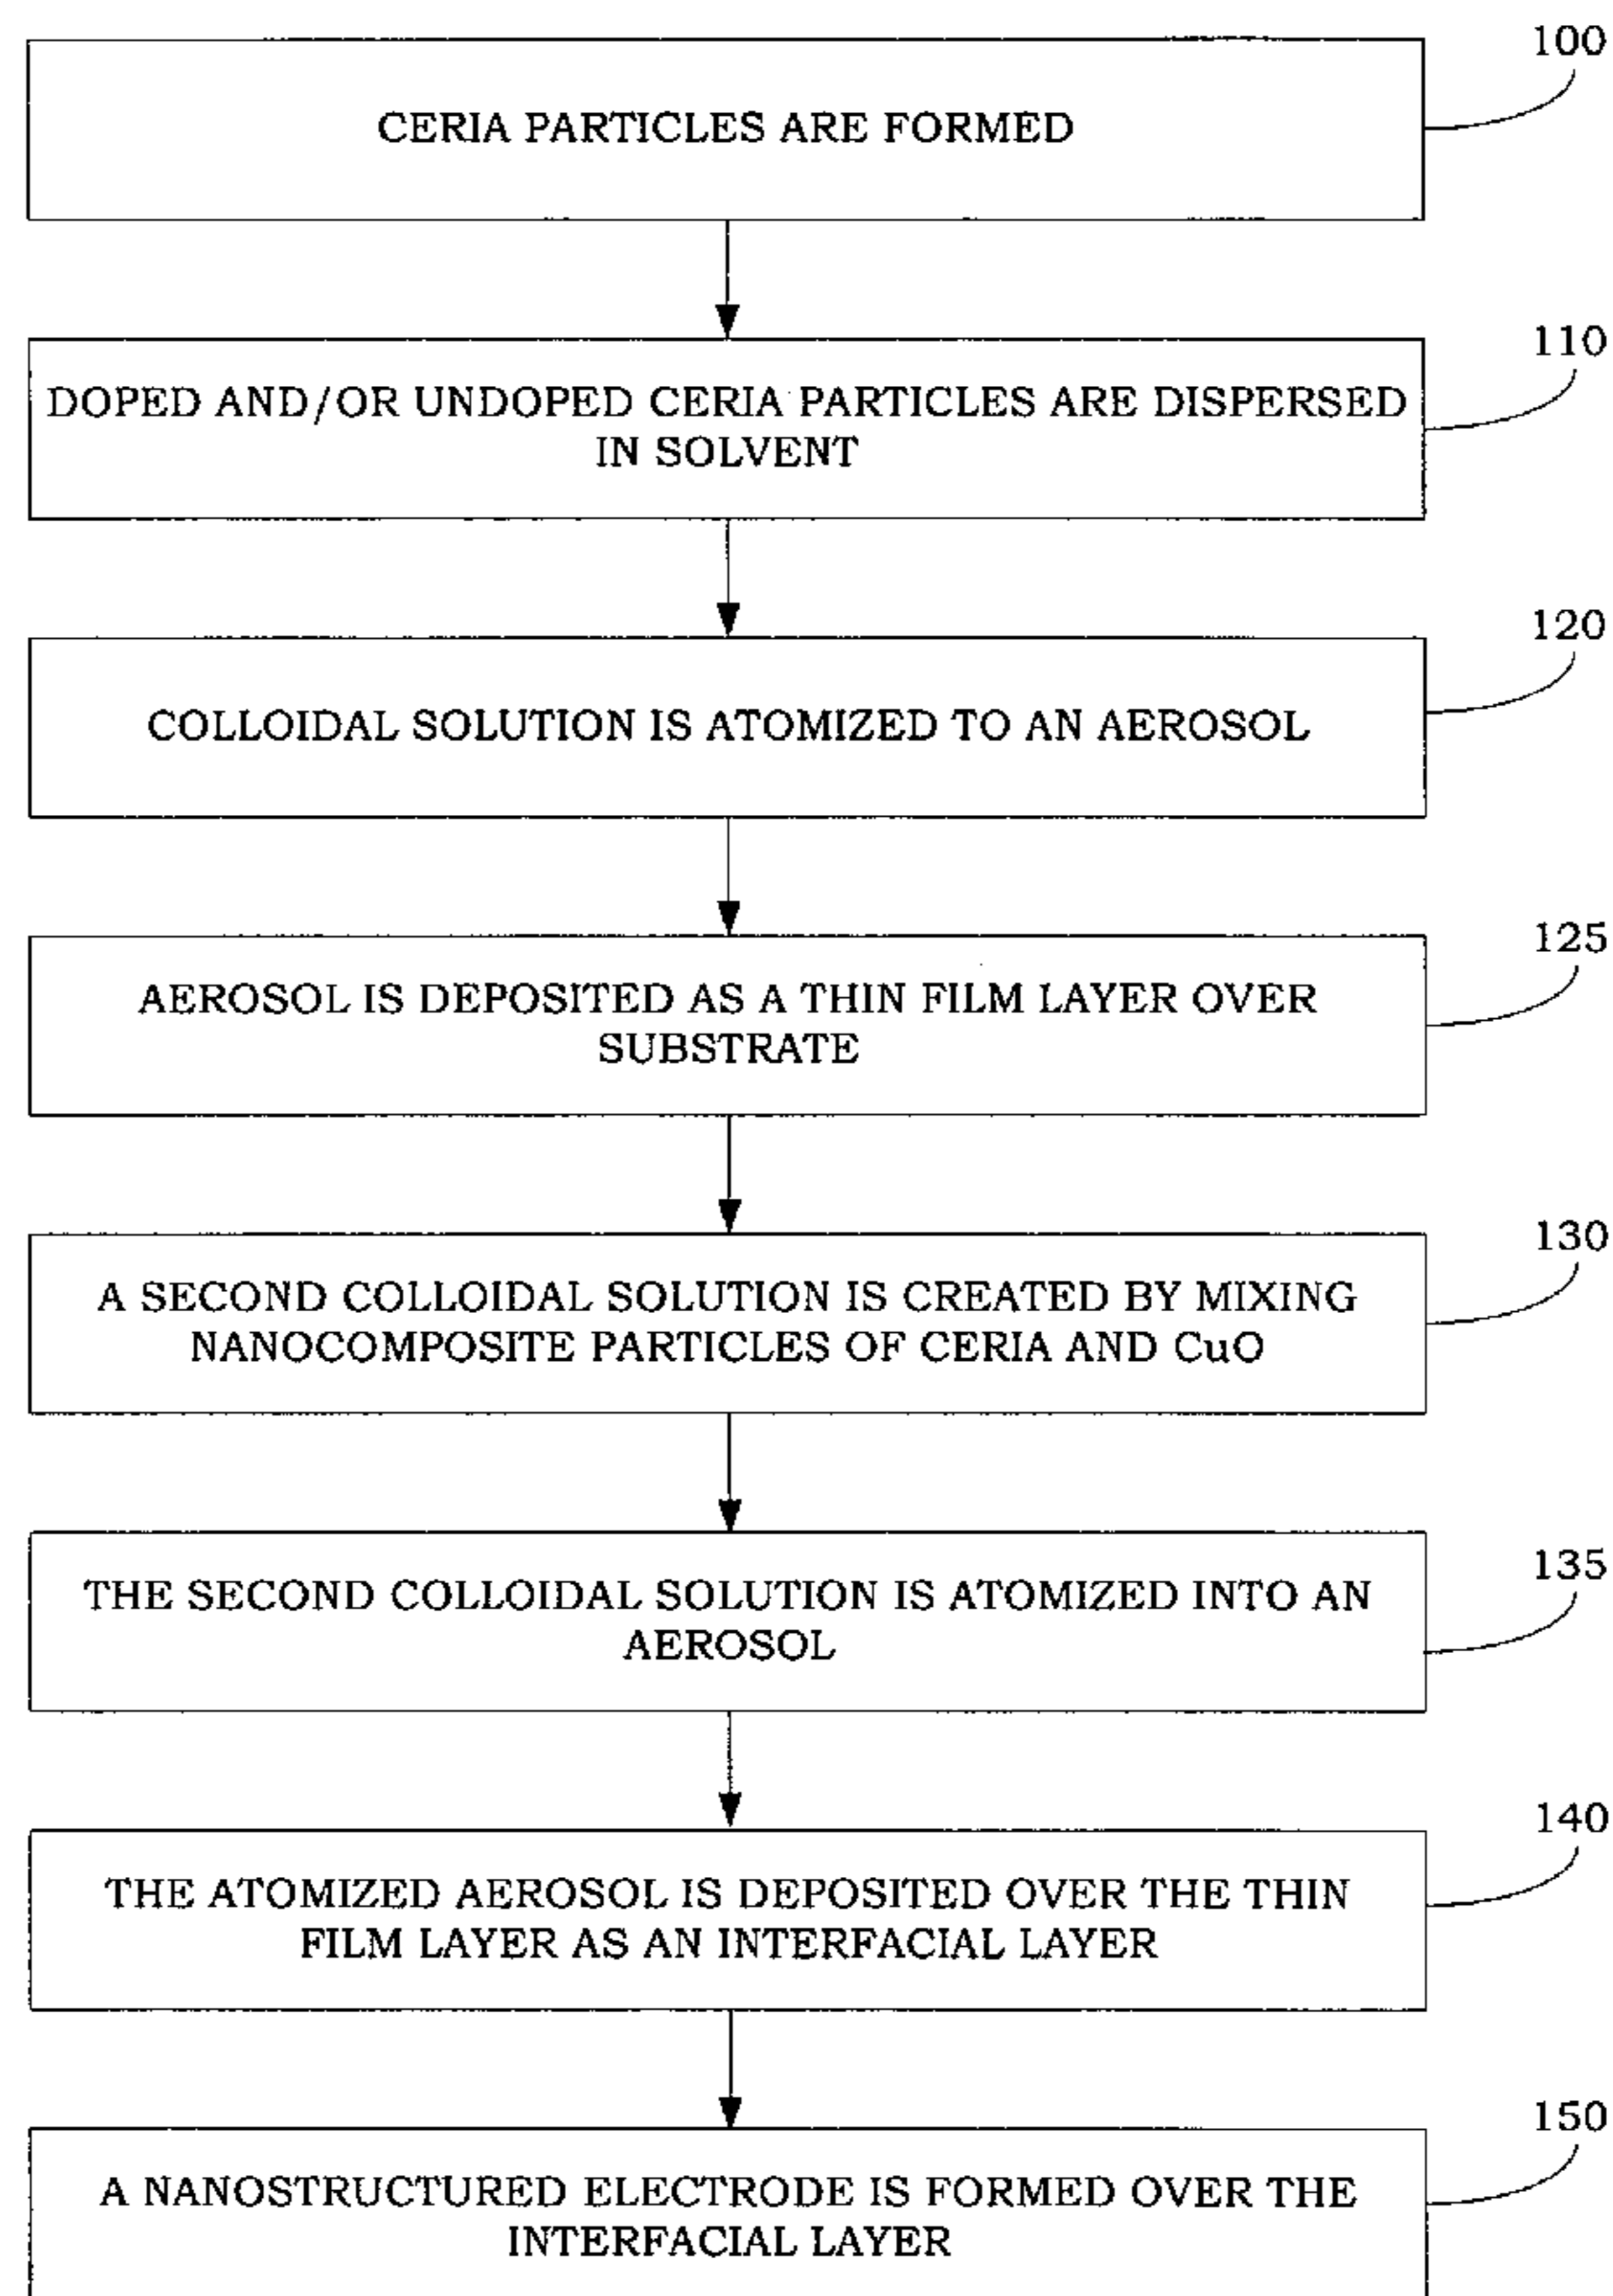 100
CERIA PARTICLES ARE FORMED
110
DOPED AND/OR UNDOPED CERIA PARTICLES ARE DISPERSED
IN SOLVENT
120
COLLOIDAL SOLUTION IS ATOMIZED TO AN AEROSOL
125
AEROSOL IS DEPOSITED AS A THIN FILM LAYER OVER
SUBSTRATE
130
A SECOND COLLOIDAL SOLUTION IS CREATED BY MIXING
NANOCOMPOSITE PARTICLES OF CERIA AND CuO
135
THE SECOND COLLOIDAL SOLUTION IS ATOMIZED INTO AN
AEROSOL
140
THE ATOMIZED AEROSOL IS DEPOSITED OVER THE THIN
FILM LAYER AS AN INTERFACIAL LAYER
150
A NANOSTRUCTURED ELECTRODE IS FORMED OVER THE
INTERFACIAL LAYER